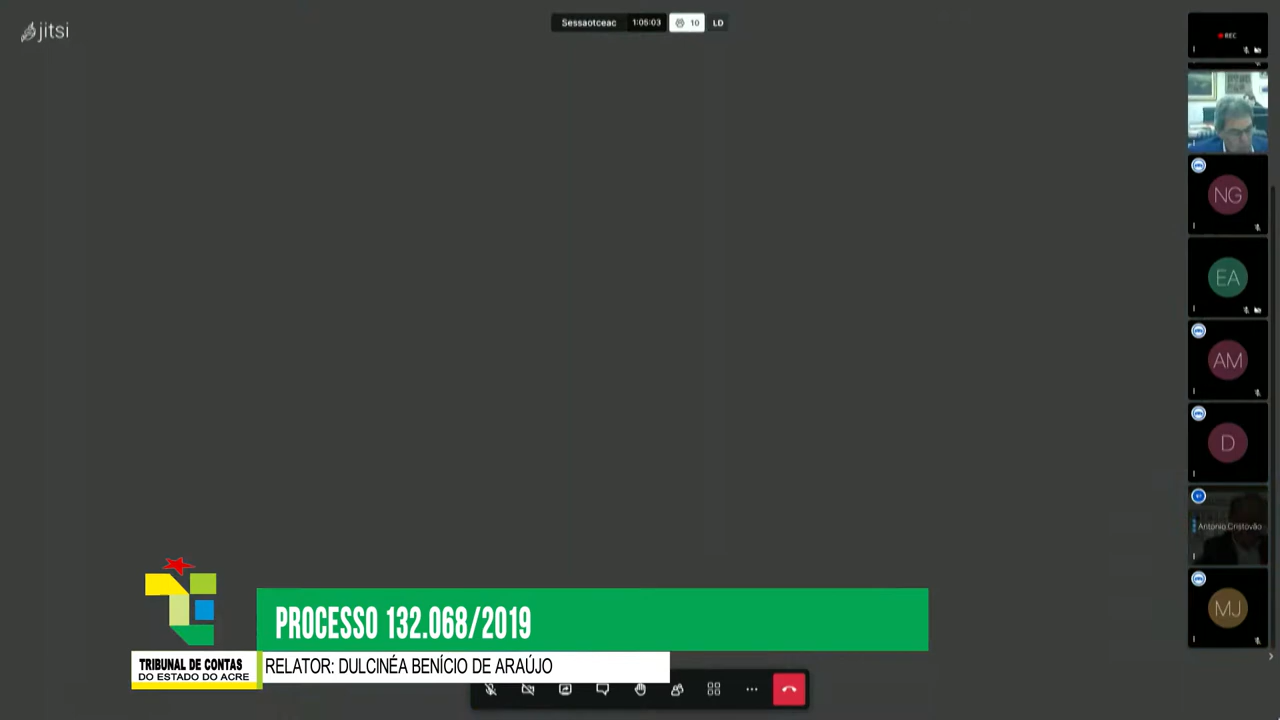 jitsi
Sessaotceac 1:05:03 10 LD
REC
NG
EA
AM
D
Antonio Cristovão
MJ
PROCESSO 132.068/2019
TRIBUNAL DE CONTAS
DO ESTADO DO ACRE
RELATOR: DULCINÉA BENÍCIO DE ARAÚJO